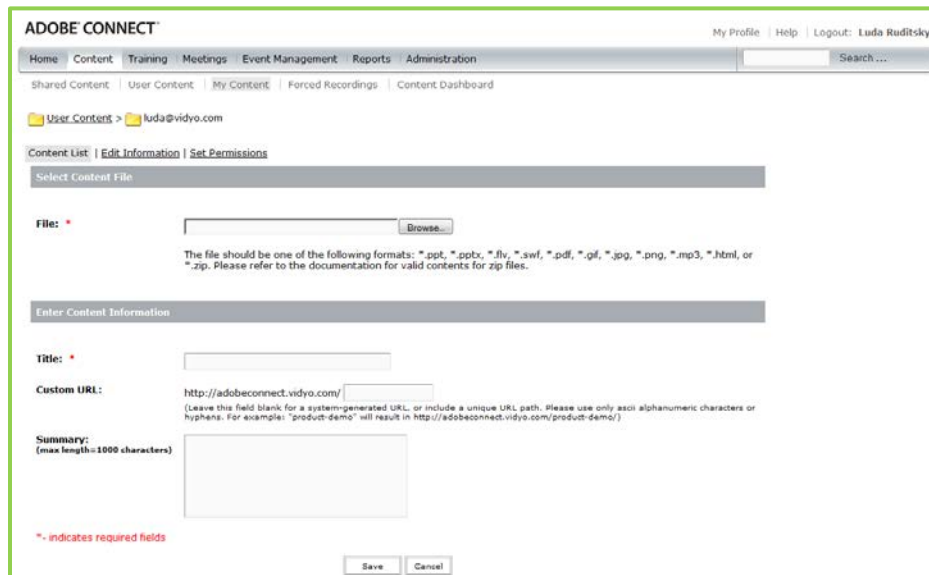 ADOBE® CONNECT™
My Profile | Help | Logout: Luda Ruditsky
Home Content Training Meetings Event Management Reports Administration Search ...
Shared Content | User Content | My Content | Forced Recordings | Content Dashboard
User Content > luda@vidyo.com
Content List | Edit Information | Set Permissions
Select Content File
File: * Browse...
The file should be one of the following formats: *.ppt, *.pptx, *.flv, *.swf, *.pdf, *.gif, *.jpg, *.png, *.mp3, *.html, or
*.zip. Please refer to the documentation for valid contents for zip files.
Enter Content Information
Title: *
Custom URL: http://adobeconnect.vidyo.com/
(Leave this field blank for a system-generated URL, or include a unique URL path. Please use only ascii alphanumeric characters or
hyphens. For example: "product-demo" will result in http://adobeconnect.vidyo.com/product-demo/)
Summary:
(max length=1000 characters)
*- indicates required fields
Save Cancel